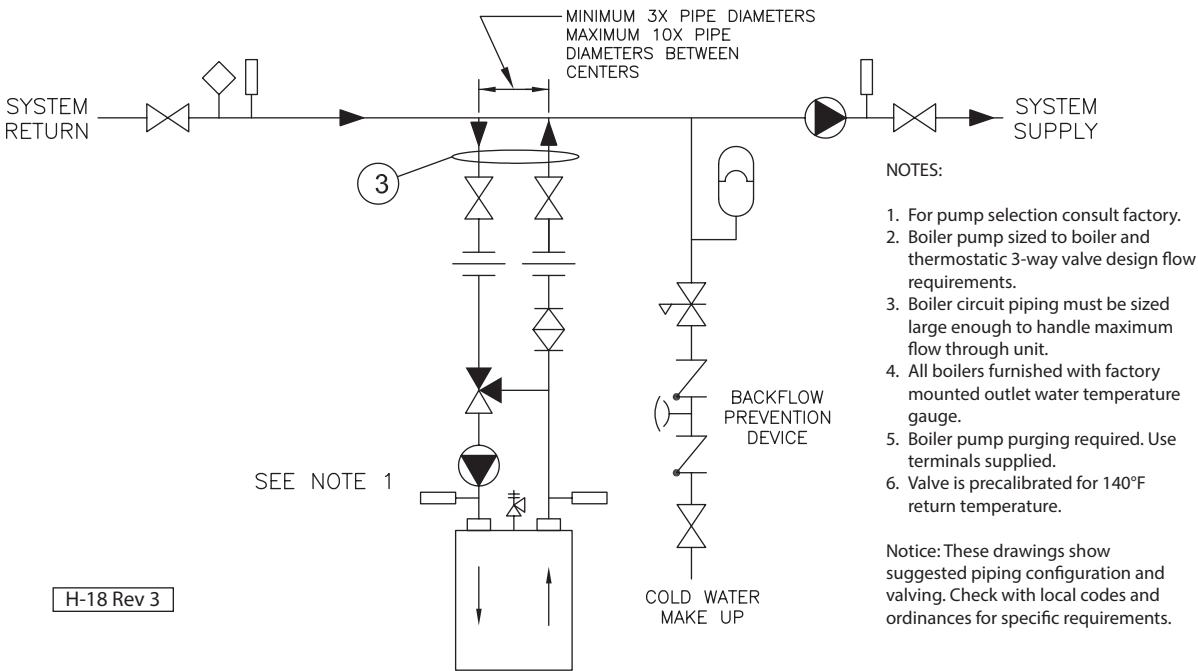 MINIMUM 3X PIPE DIAMETERS
MAXIMUM 10X PIPE
DIAMETERS BETWEEN
CENTERS
SYSTEM
RETURN
SYSTEM
SUPPLY
3
BACKFLOW
PREVENTION
DEVICE
SEE NOTE 1
COLD WATER
MAKE UP
H-18 Rev 3
NOTES:
1. For pump selection consult factory.
2. Boiler pump sized to boiler and
thermostatic 3-way valve design flow
requirements.
3. Boiler circuit piping must be sized
large enough to handle maximum
flow through unit.
4. All boilers furnished with factory
mounted outlet water temperature
gauge.
5. Boiler pump purging required. Use
terminals supplied.
6. Valve is precalibrated for 140°F
return temperature.
Notice: These drawings show
suggested piping configuration and
valving. Check with local codes and
ordinances for specific requirements.